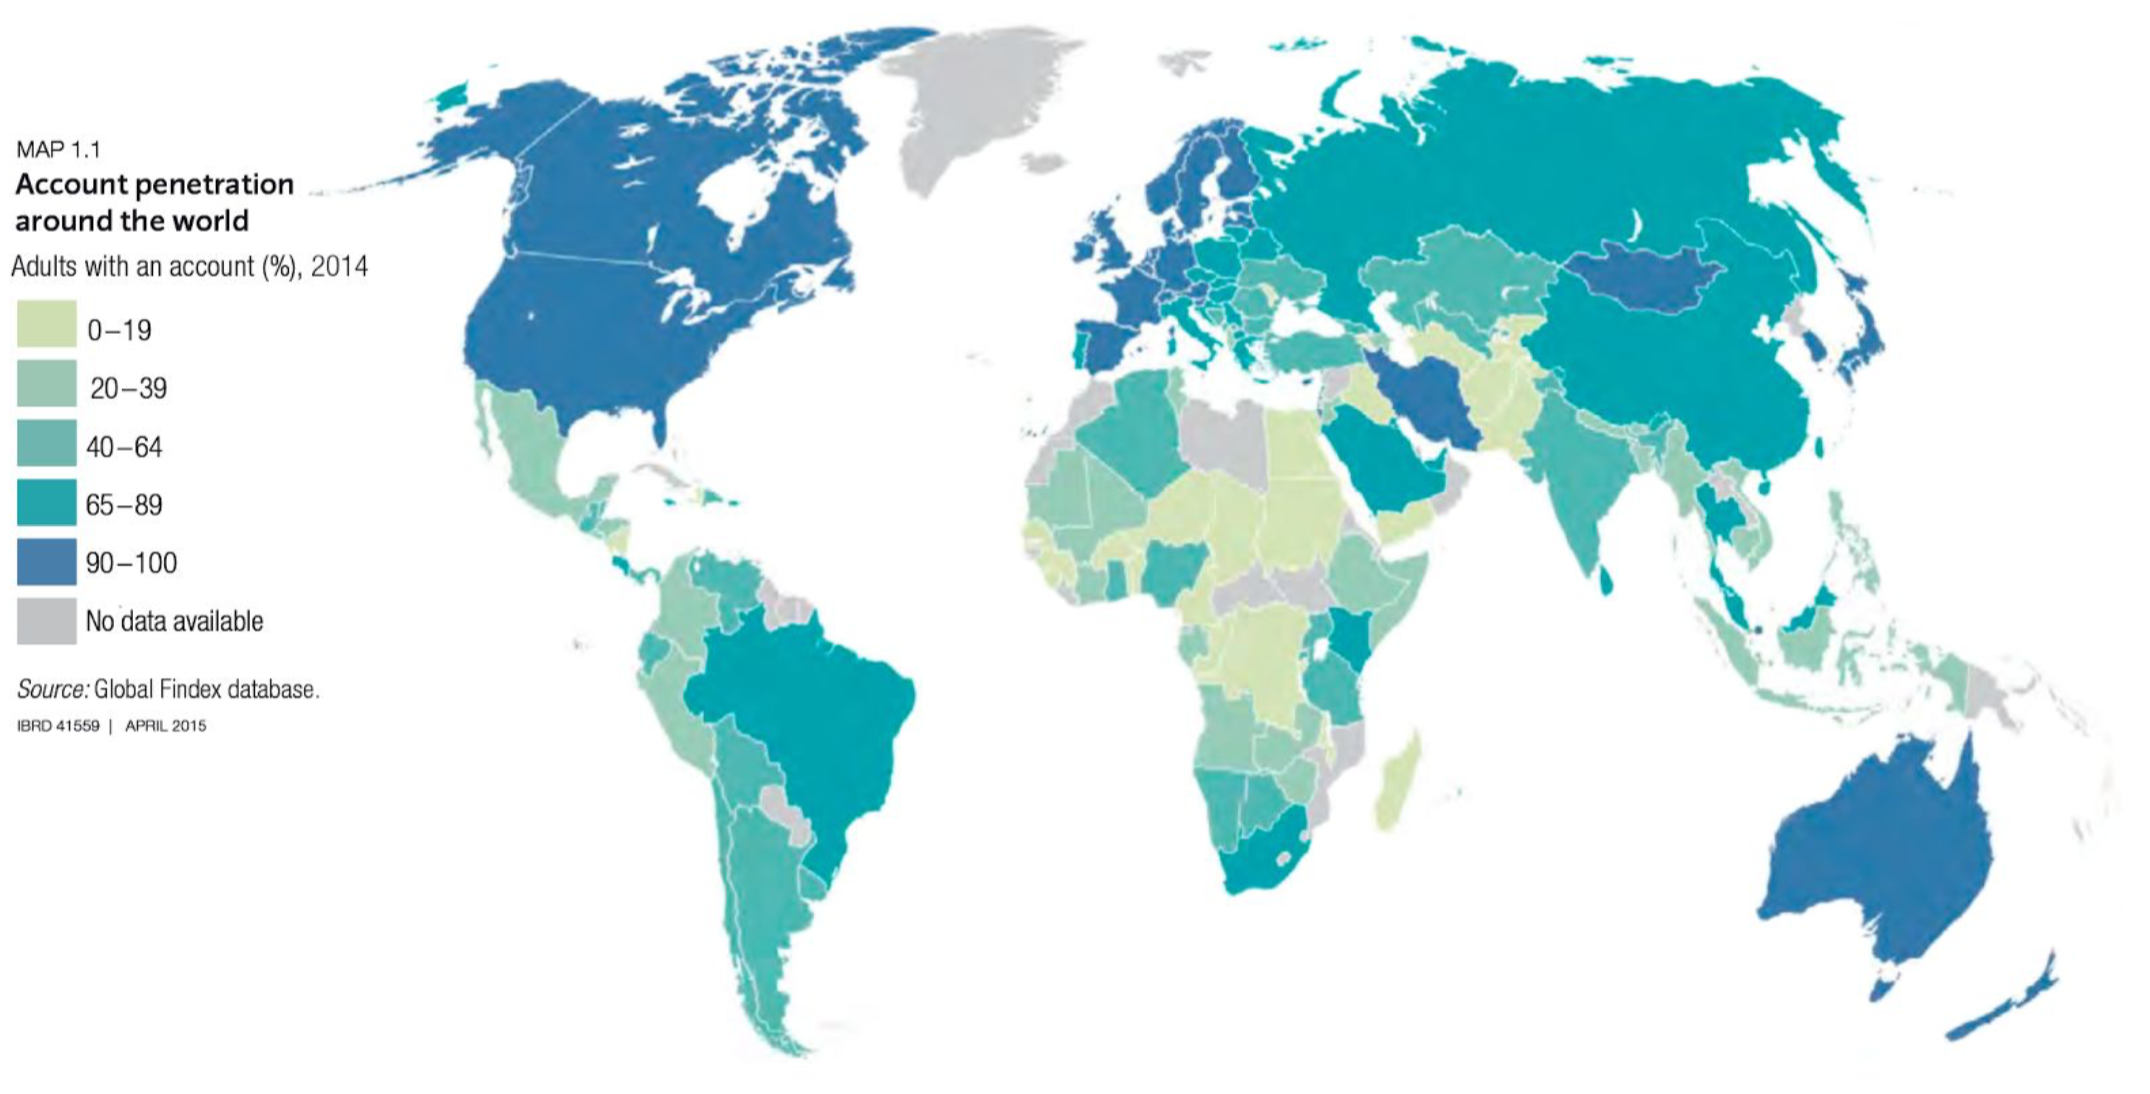 MAP 1.1
Account penetration
around the world
Adults with an account (%), 2014
0–19
20–39
40–64
65–89
90–100
No data available
Source: Global Findex database.
IBRD 41559 | APRIL 2015